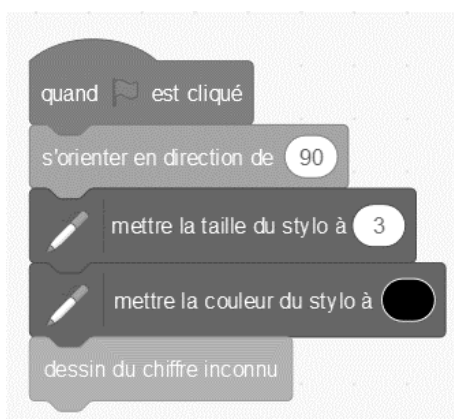 quand est cliqué
s'orienter en direction de 90
mettre la taille du stylo à 3
mettre la couleur du stylo à
dessin du chiffre inconnu